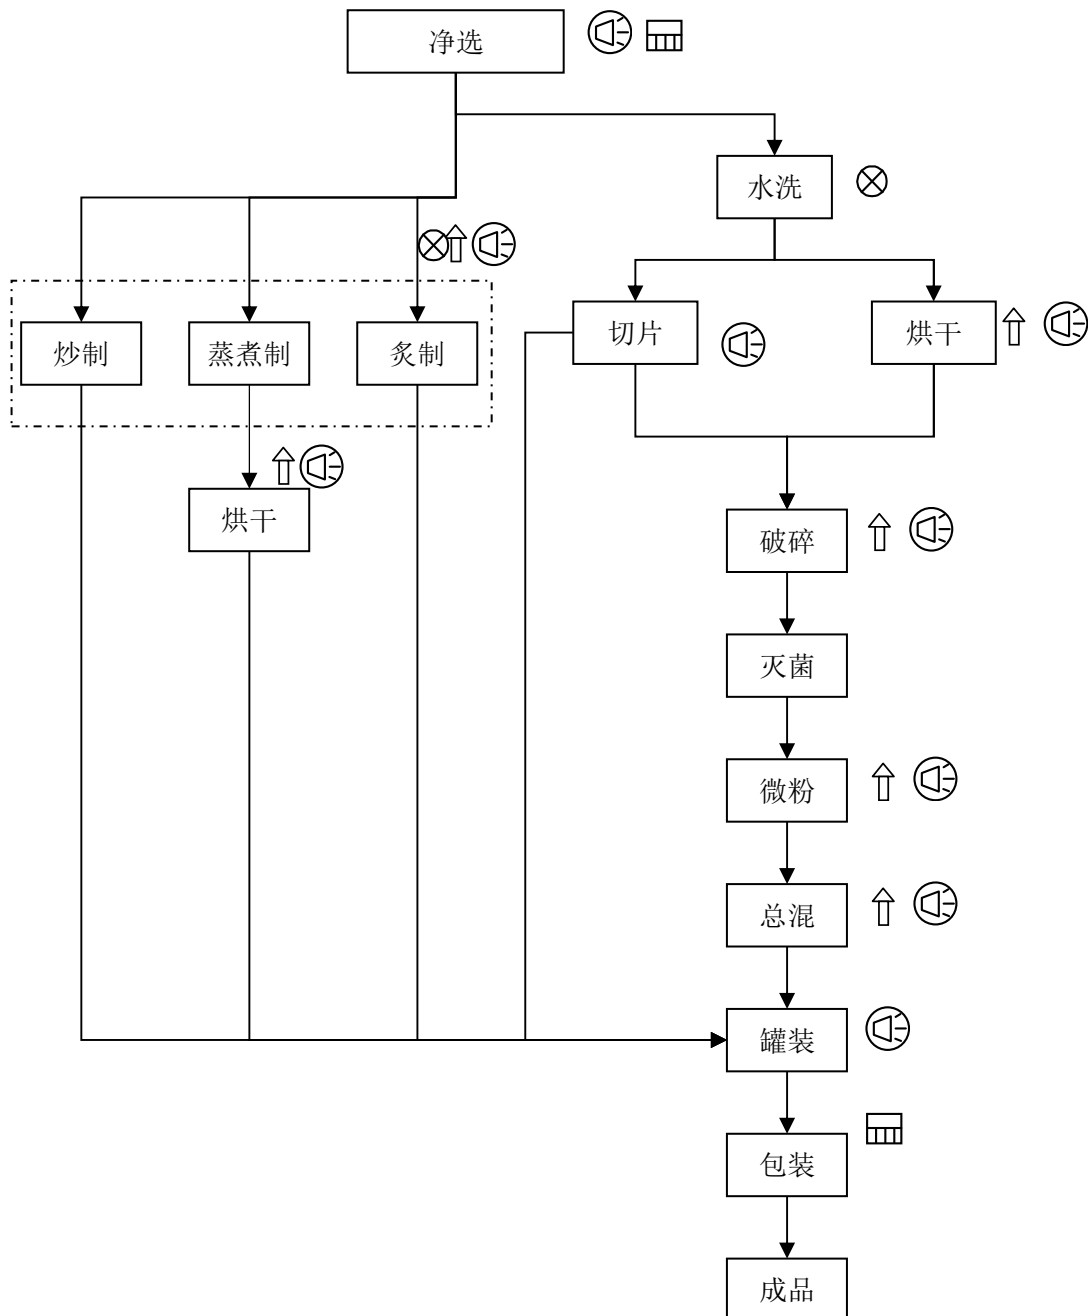 净选
水洗
炒制
蒸煮制
炙制
切片
烘干
烘干
破碎
灭菌
微粉
总混
罐装
包装
成品